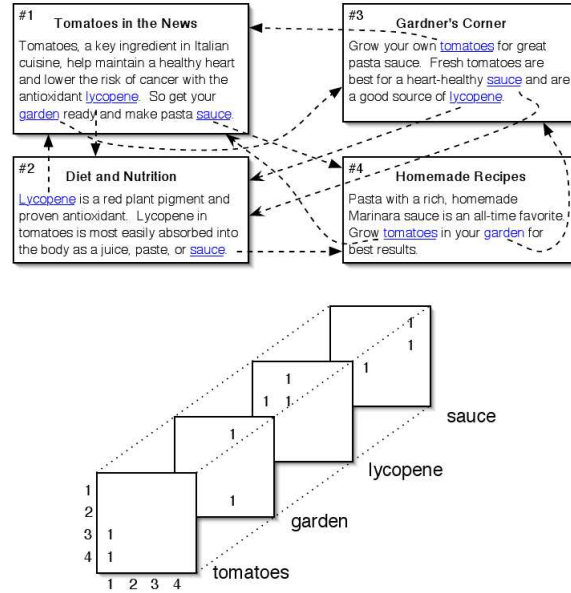 #1
Tomatoes in the News
Tomatoes, a key ingredient in Italian
cuisine, help maintain a healthy heart
and lower the risk of cancer with the
antioxidant lycopene. So get your
garden ready and make pasta sauce.
#3
Gardner's Corner
Grow your own tomatoes for great
pasta sauce. Fresh tomatoes are
best for a heart-healthy sauce and are
a good source of lycopene.
#2
Diet and Nutrition
Lycopene is a red plant pigment and
proven antioxidant. Lycopene in
tomatoes is most easily absorbed into
the body as a juice, paste, or sauce.
#4
Homemade Recipes
Pasta with a rich, homemade
Marinara sauce is an all-time favorite.
Grow tomatoes in your garden for
best results.
1
1
1
sauce
1
1 1
lycopene
1
1
garden
1
2
3 1
4 1
tomatoes
1 2 3 4